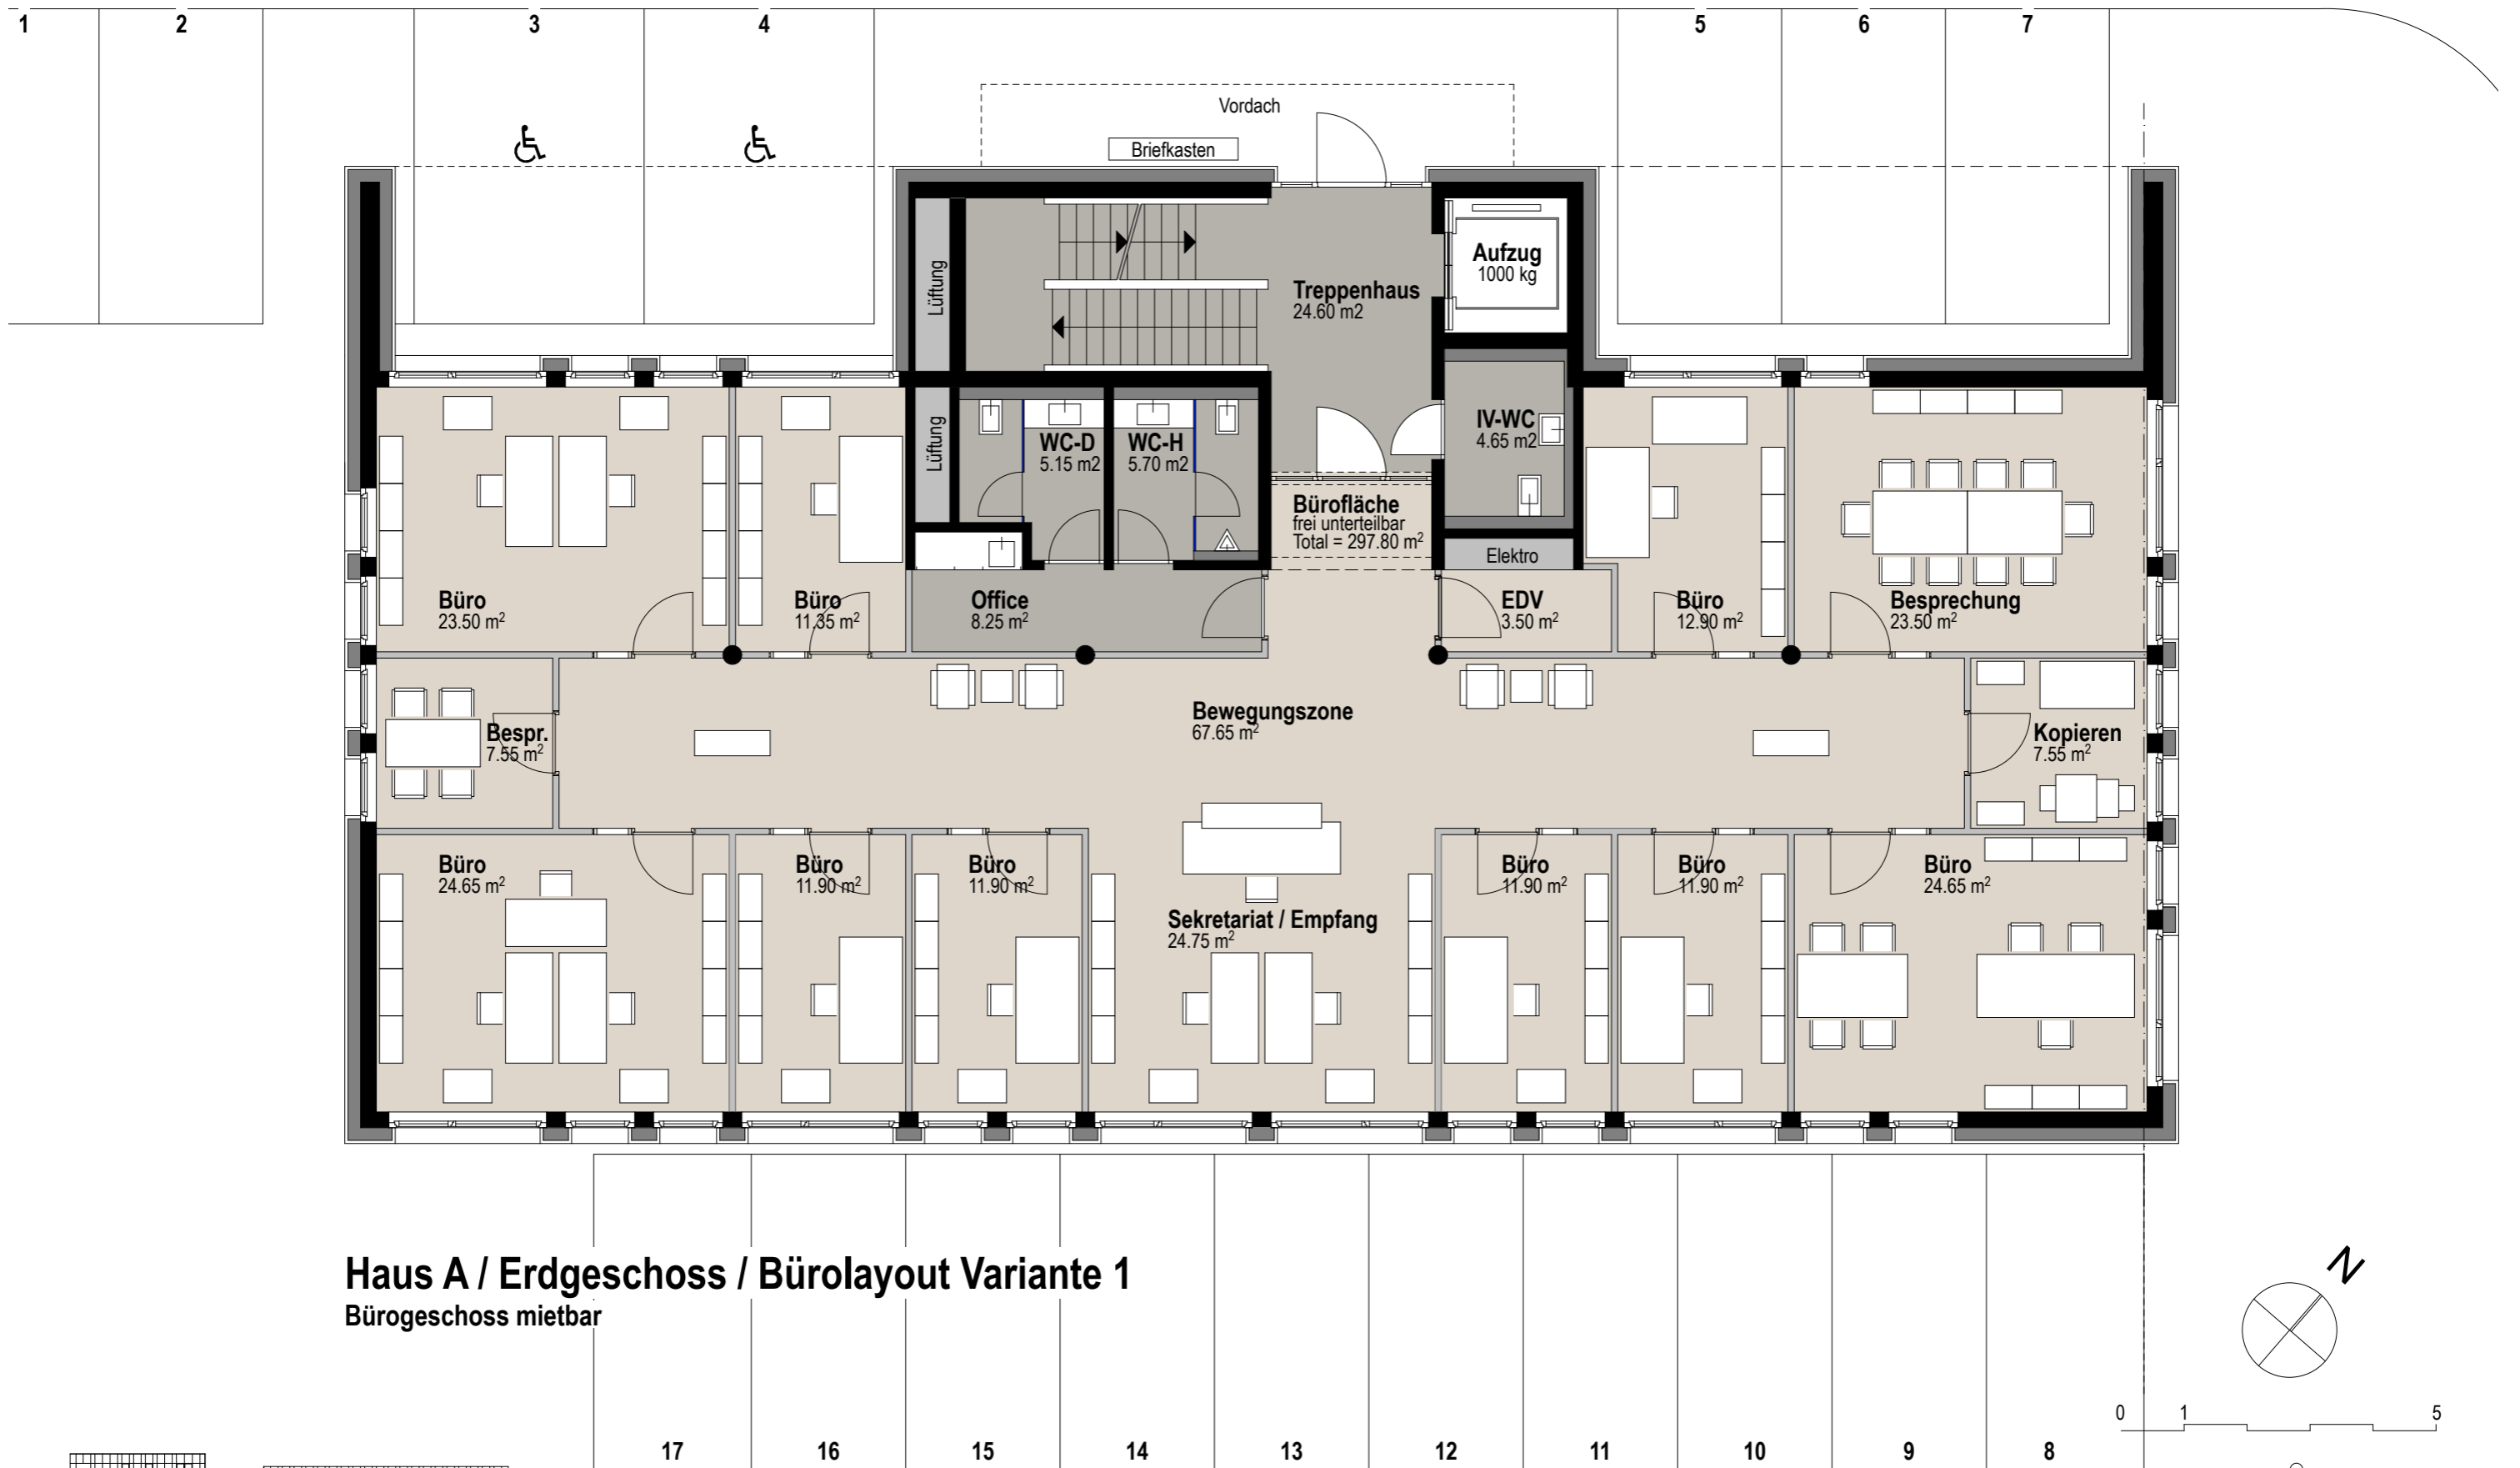 1 2 3 4 5 6 7
Vordach
Briefkasten
Lüftung
Treppenhaus
24.60 m2
Aufzug
1000 kg
Lüftung
WC-D
5.15 m2
WC-H
5.70 m2
IV-WC
4.65 m2
Bürofläche
frei unterteilbar
Total = 297.80 m²
Elektro
Büro
23.50 m²
Büro
11.35 m²
Office
8.25 m²
EDV
3.50 m²
Büro
12.90 m²
Besprechung
23.50 m²
Bespr.
7.55 m²
Bewegungszone
67.65 m²
Kopieren
7.55 m²
Büro
24.65 m²
Büro
11.90 m²
Büro
11.90 m²
Sekretariat / Empfang
24.75 m²
Büro
11.90 m²
Büro
11.90 m²
Büro
24.65 m²
Haus A / Erdgeschoss / Bürolayout Variante 1
Bürogeschoss mietbar
N
0 1 5
17 16 15 14 13 12 11 10 9 8